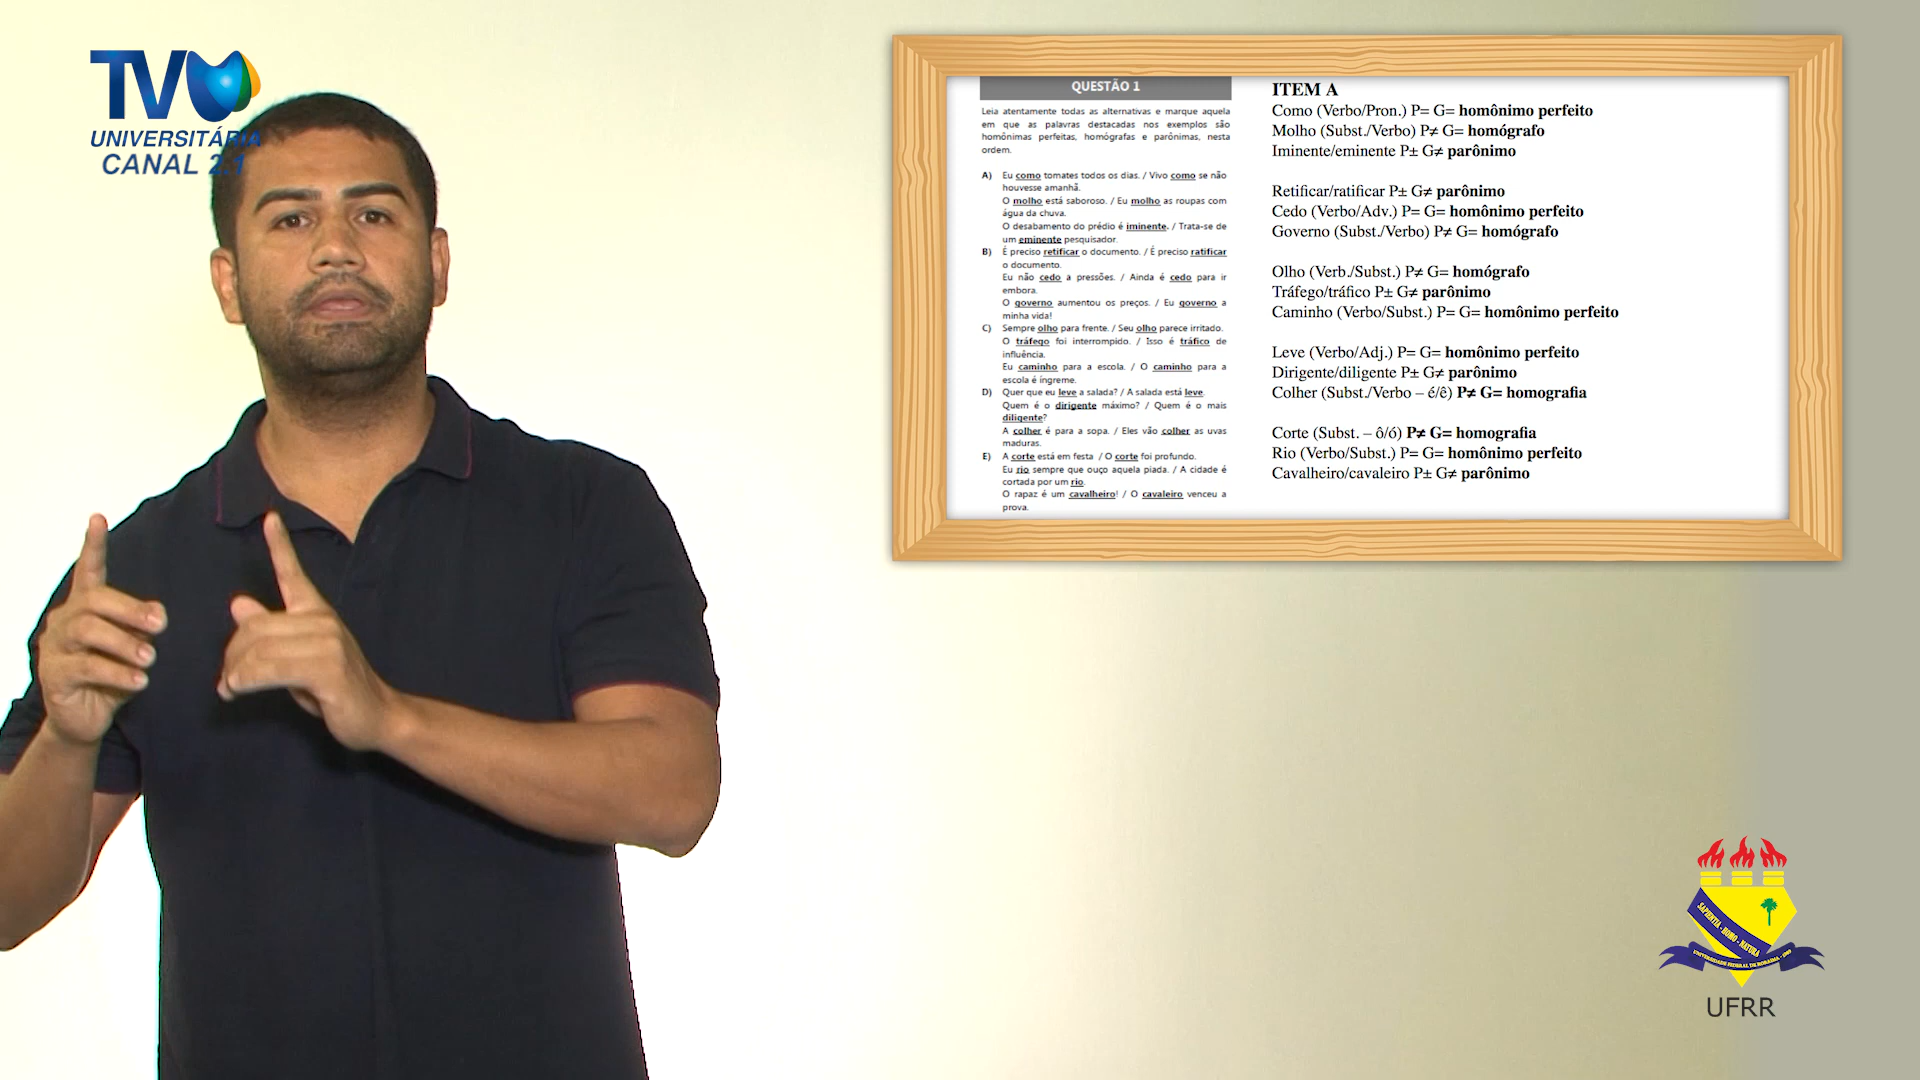 TVU
UNIVERSITÁRIA
CANAL 2.1
QUESTÃO 1
Leia atentamente todas as alternativas e marque aquela
em que as palavras destacadas nos exemplos são
homônimas perfeitas, homógrafas e parônimas, nesta
ordem.
A) Eu como tomates todos os dias. / Vivo como se não
houvesse amanhã.
O molho está saboroso. / Eu molho as roupas com
água da chuva.
O desabamento do prédio é iminente. / Trata-se de
um eminente pesquisador.
B) É preciso retificar o documento. / É preciso ratificar
o documento.
Eu não cedo a pressões. / Ainda é cedo para ir
embora.
O governo aumentou os preços. / Eu governo a
minha vida!
C) Sempre olho para frente. / Seu olho parece irritado.
O tráfego foi interrompido. / Isso é tráfico de
influência.
Eu caminho para a escola. / O caminho para a
escola é íngreme.
D) Quer que eu leve a salada? / A salada está leve.
Quem é o dirigente máximo? / Quem é o mais
diligente?
A colher é para a sopa. / Eles vão colher as uvas
maduras.
E) A corte está em festa / O corte foi profundo.
Eu rio sempre que ouço aquela piada. / A cidade é
cortada por um rio.
O rapaz é um cavalheiro! / O cavaleiro venceu a
prova.
ITEM A
Como (Verbo/Pron.) P= G= homônimo perfeito
Molho (Subst./Verbo) P≠ G= homógrafo
Iminente/eminente P± G≠ parônimo
Retificar/ratificar P± G≠ parônimo
Cedo (Verbo/Adv.) P= G= homônimo perfeito
Governo (Subst./Verbo) P≠ G= homógrafo
Olho (Verb./Subst.) P≠ G= homógrafo
Tráfego/tráfico P± G≠ parônimo
Caminho (Verbo/Subst.) P= G= homônimo perfeito
Leve (Verbo/Adj.) P= G= homônimo perfeito
Dirigente/diligente P± G≠ parônimo
Colher (Subst./Verbo – é/ê) P≠ G= homografia
Corte (Subst. – ô/ó) P≠ G= homografia
Rio (Verbo/Subst.) P= G= homônimo perfeito
Cavalheiro/cavaleiro P± G≠ parônimo
SAPIENTIA - HOMO - NATURA
UNIVERSIDADE FEDERAL DE RORAIMA - 1989
UFRR